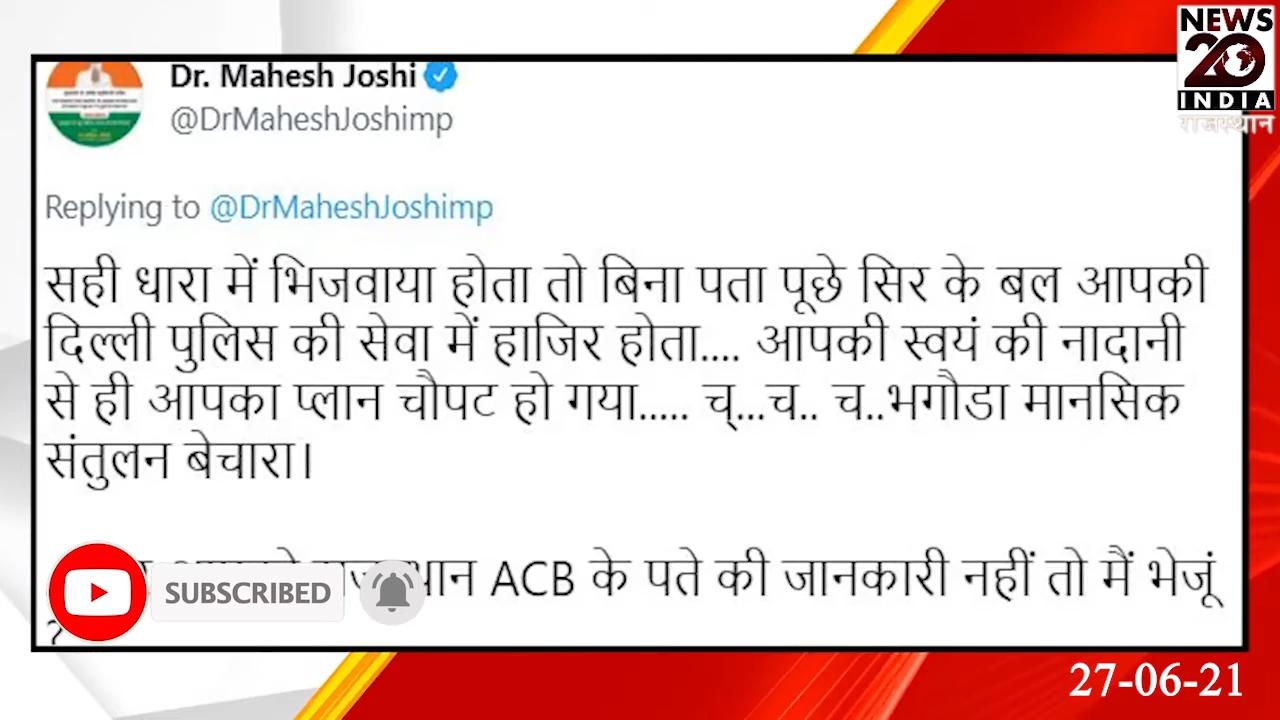 NEWS
20
INDIA
राजस्थान
Dr. Mahesh Joshi
@DrMaheshJoshimp
Replying to @DrMaheshJoshimp
सही धारा में भिजवाया होता तो बिना पता पूछे सिर के बल आपकी
दिल्ली पुलिस की सेवा में हाजिर होता.... आपकी स्वयं की नादानी
से ही आपका प्लान चौपट हो गया..... च्...च.. च..भगौडा मानसिक
संतुलन बेचारा।
ACB के पते की जानकारी नहीं तो मैं भेजूं
?
SUBSCRIBED
27-06-21